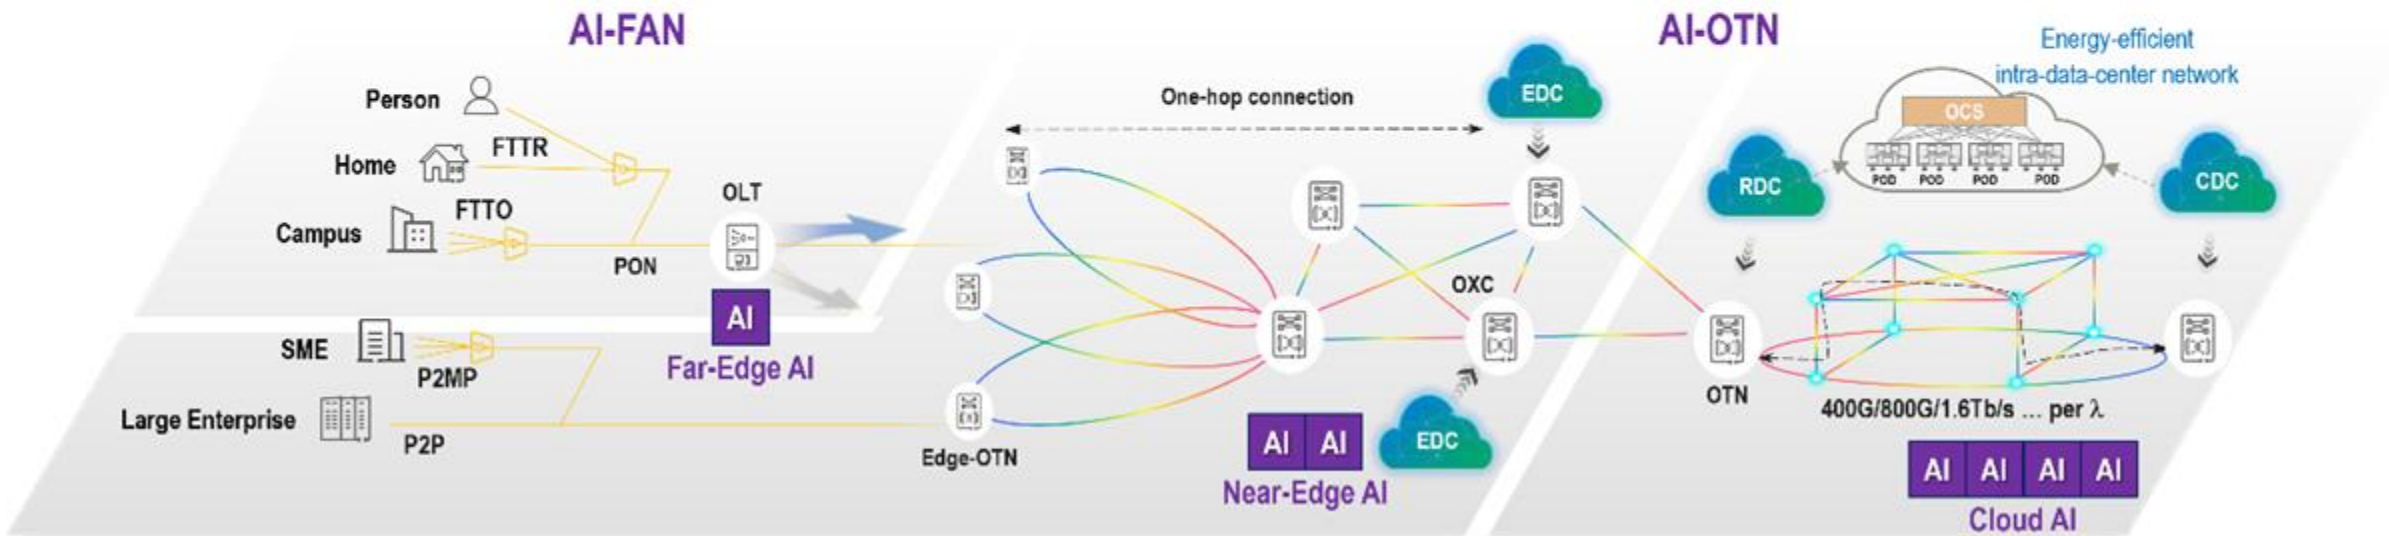 AI-FAN
Person
Home
FTTR
Campus
FTTO
PON
OLT
AI
Far-Edge AI
SME
P2MP
Large Enterprise
P2P
One-hop connection
EDC
OXC
Edge-OTN
AI AI
Near-Edge AI
EDC
AI-OTN
Energy-efficient
intra-data-center network
OCS
POD POD POD POD
RDC
CDC
OTN
400G/800G/1.6Tb/s ... per λ
AI AI AI AI
Cloud AI